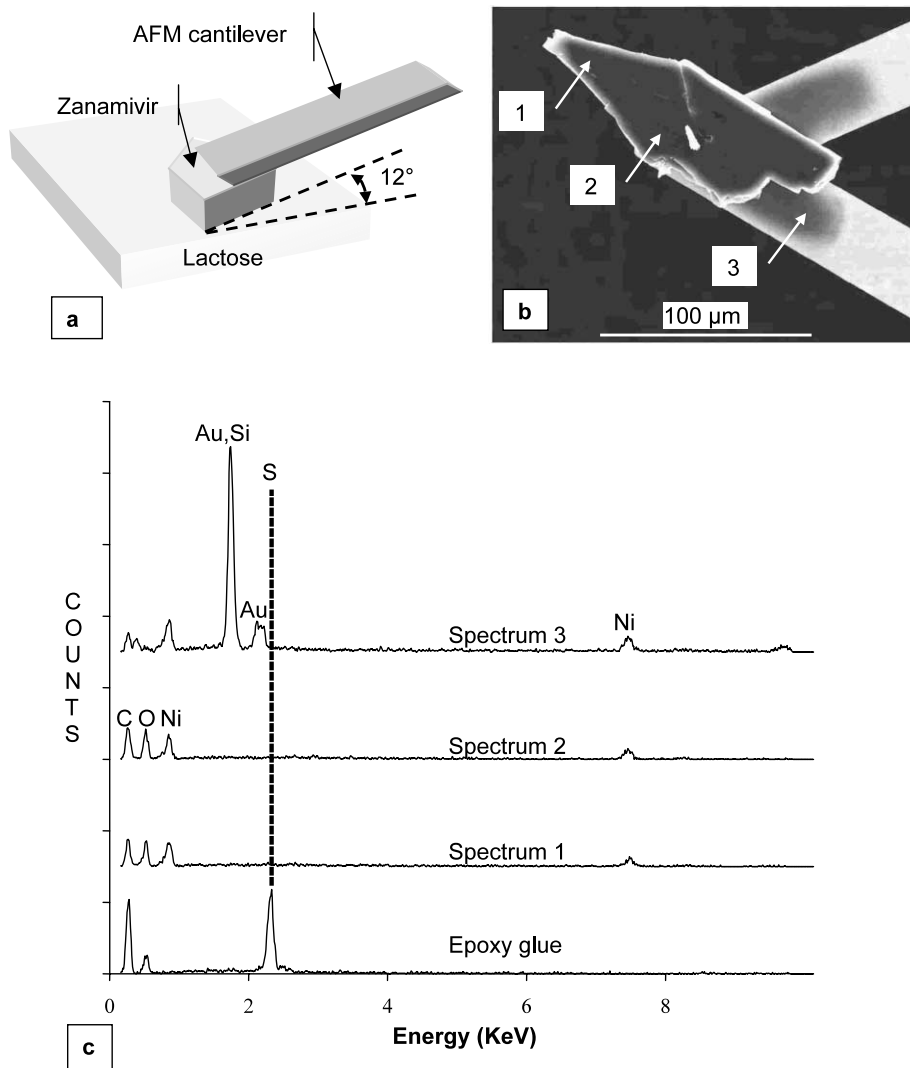 AFM cantilever
Zanamivir
12°
Lactose
a
1
2
3
b
100 µm
Au,Si
S
Au
Ni
Spectrum 3
C O Ni
Spectrum 2
Spectrum 1
Epoxy glue
COUNTS
0 2 4 6 8
Energy (KeV)
c